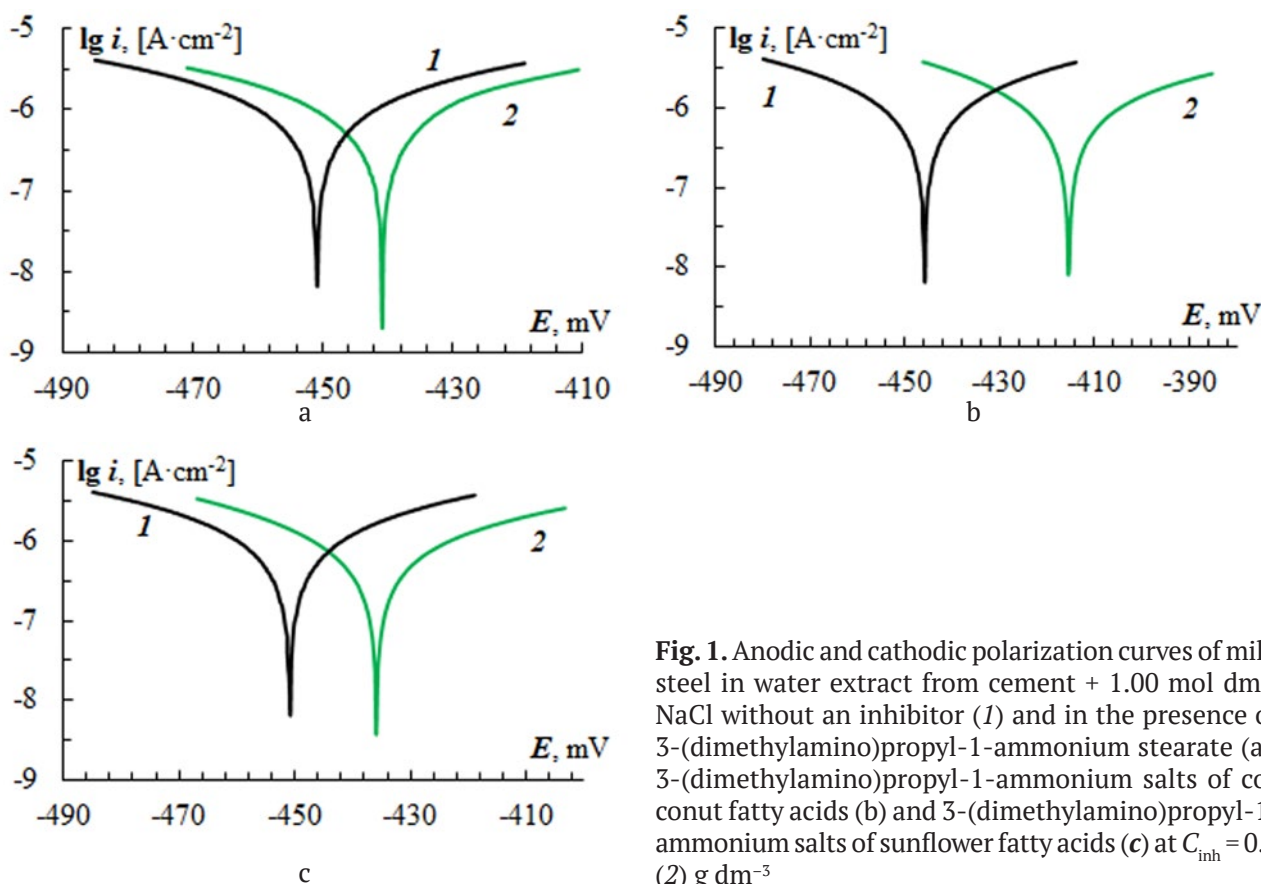 -5
lg i, [A·cm-2]
1
-6
2
-7
-8
E, mV
-9
-490 -470 -450 -430 -410
a
-5
lg i, [A·cm-2]
1
2
-6
-7
-8
E, mV
-9
-490 -470 -450 -430 -410 -390
b
-5
lg i, [A·cm-2]
1
2
-6
-7
-8
E, mV
-9
-490 -470 -450 -430 -410
c
Fig. 1. Anodic and cathodic polarization curves of mil
steel in water extract from cement + 1.00 mol dm
NaCl without an inhibitor (1) and in the presence o
3-(dimethylamino)propyl-1-ammonium stearate (a
3-(dimethylamino)propyl-1-ammonium salts of co
conut fatty acids (b) and 3-(dimethylamino)propyl-1
ammonium salts of sunflower fatty acids (c) at Cinh = 0.
(2) g dm–3